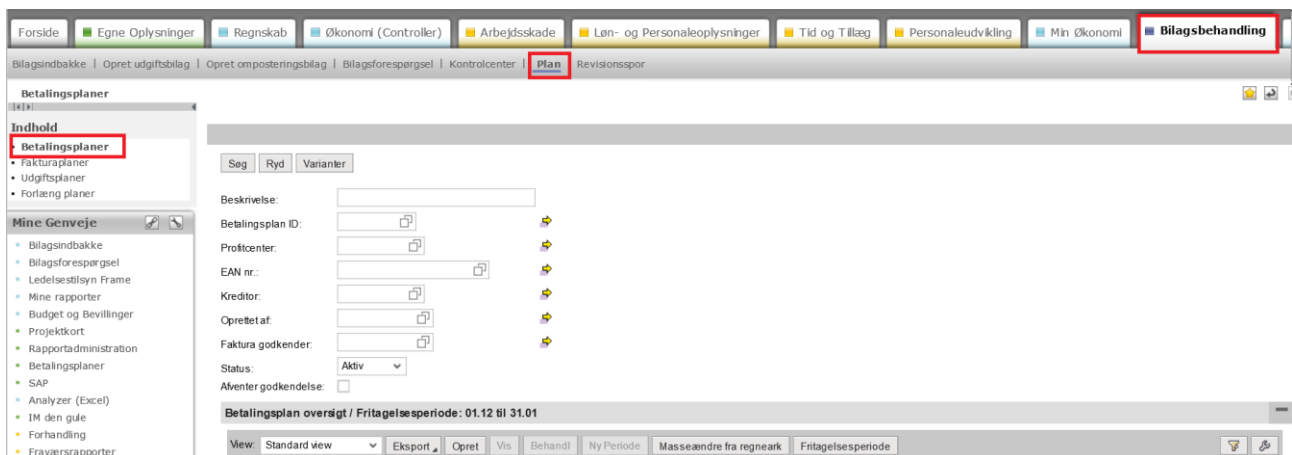 Forside Egne Oplysninger Regnskab Økonomi (Controller) Arbejdsskade Løn- og Personaleoplysninger Tid og Tillæg Personaleudvikling Min Økonomi Bilagsbehandling
Bilagsindbakke | Opret udgiftsbilag | Opret omposteringsbilag | Bilagsforespørgsel | Kontrolcenter | Plan Revisionsspor
Betalingsplaner
Indhold
Betalingsplaner
Fakturaplaner
Udgiftsplaner
Forlæng planer
Mine Genveje
Bilagsindbakke
Bilagsforespørgsel
Ledelsestilsyn Frame
Mine rapporter
Budget og Bevillinger
Projektkort
Rapportadministration
Betalingsplaner
SAP
Analyzer (Excel)
IM den gule
Forhandling
Fraværsrapporter
Søg Ryd Varianter
Beskrivelse:
Betalingsplan ID:
Profitcenter:
EAN nr.:
Kreditor:
Oprettet af:
Faktura godkender:
Status: Aktiv
Afventer godkendelse:
Betalingsplan oversigt / Fritagelsesperiode: 01.12 til 31.01
View: Standard view Eksport Opret Vis Behandl Ny Periode Masseændre fra regneark Fritagelsesperiode